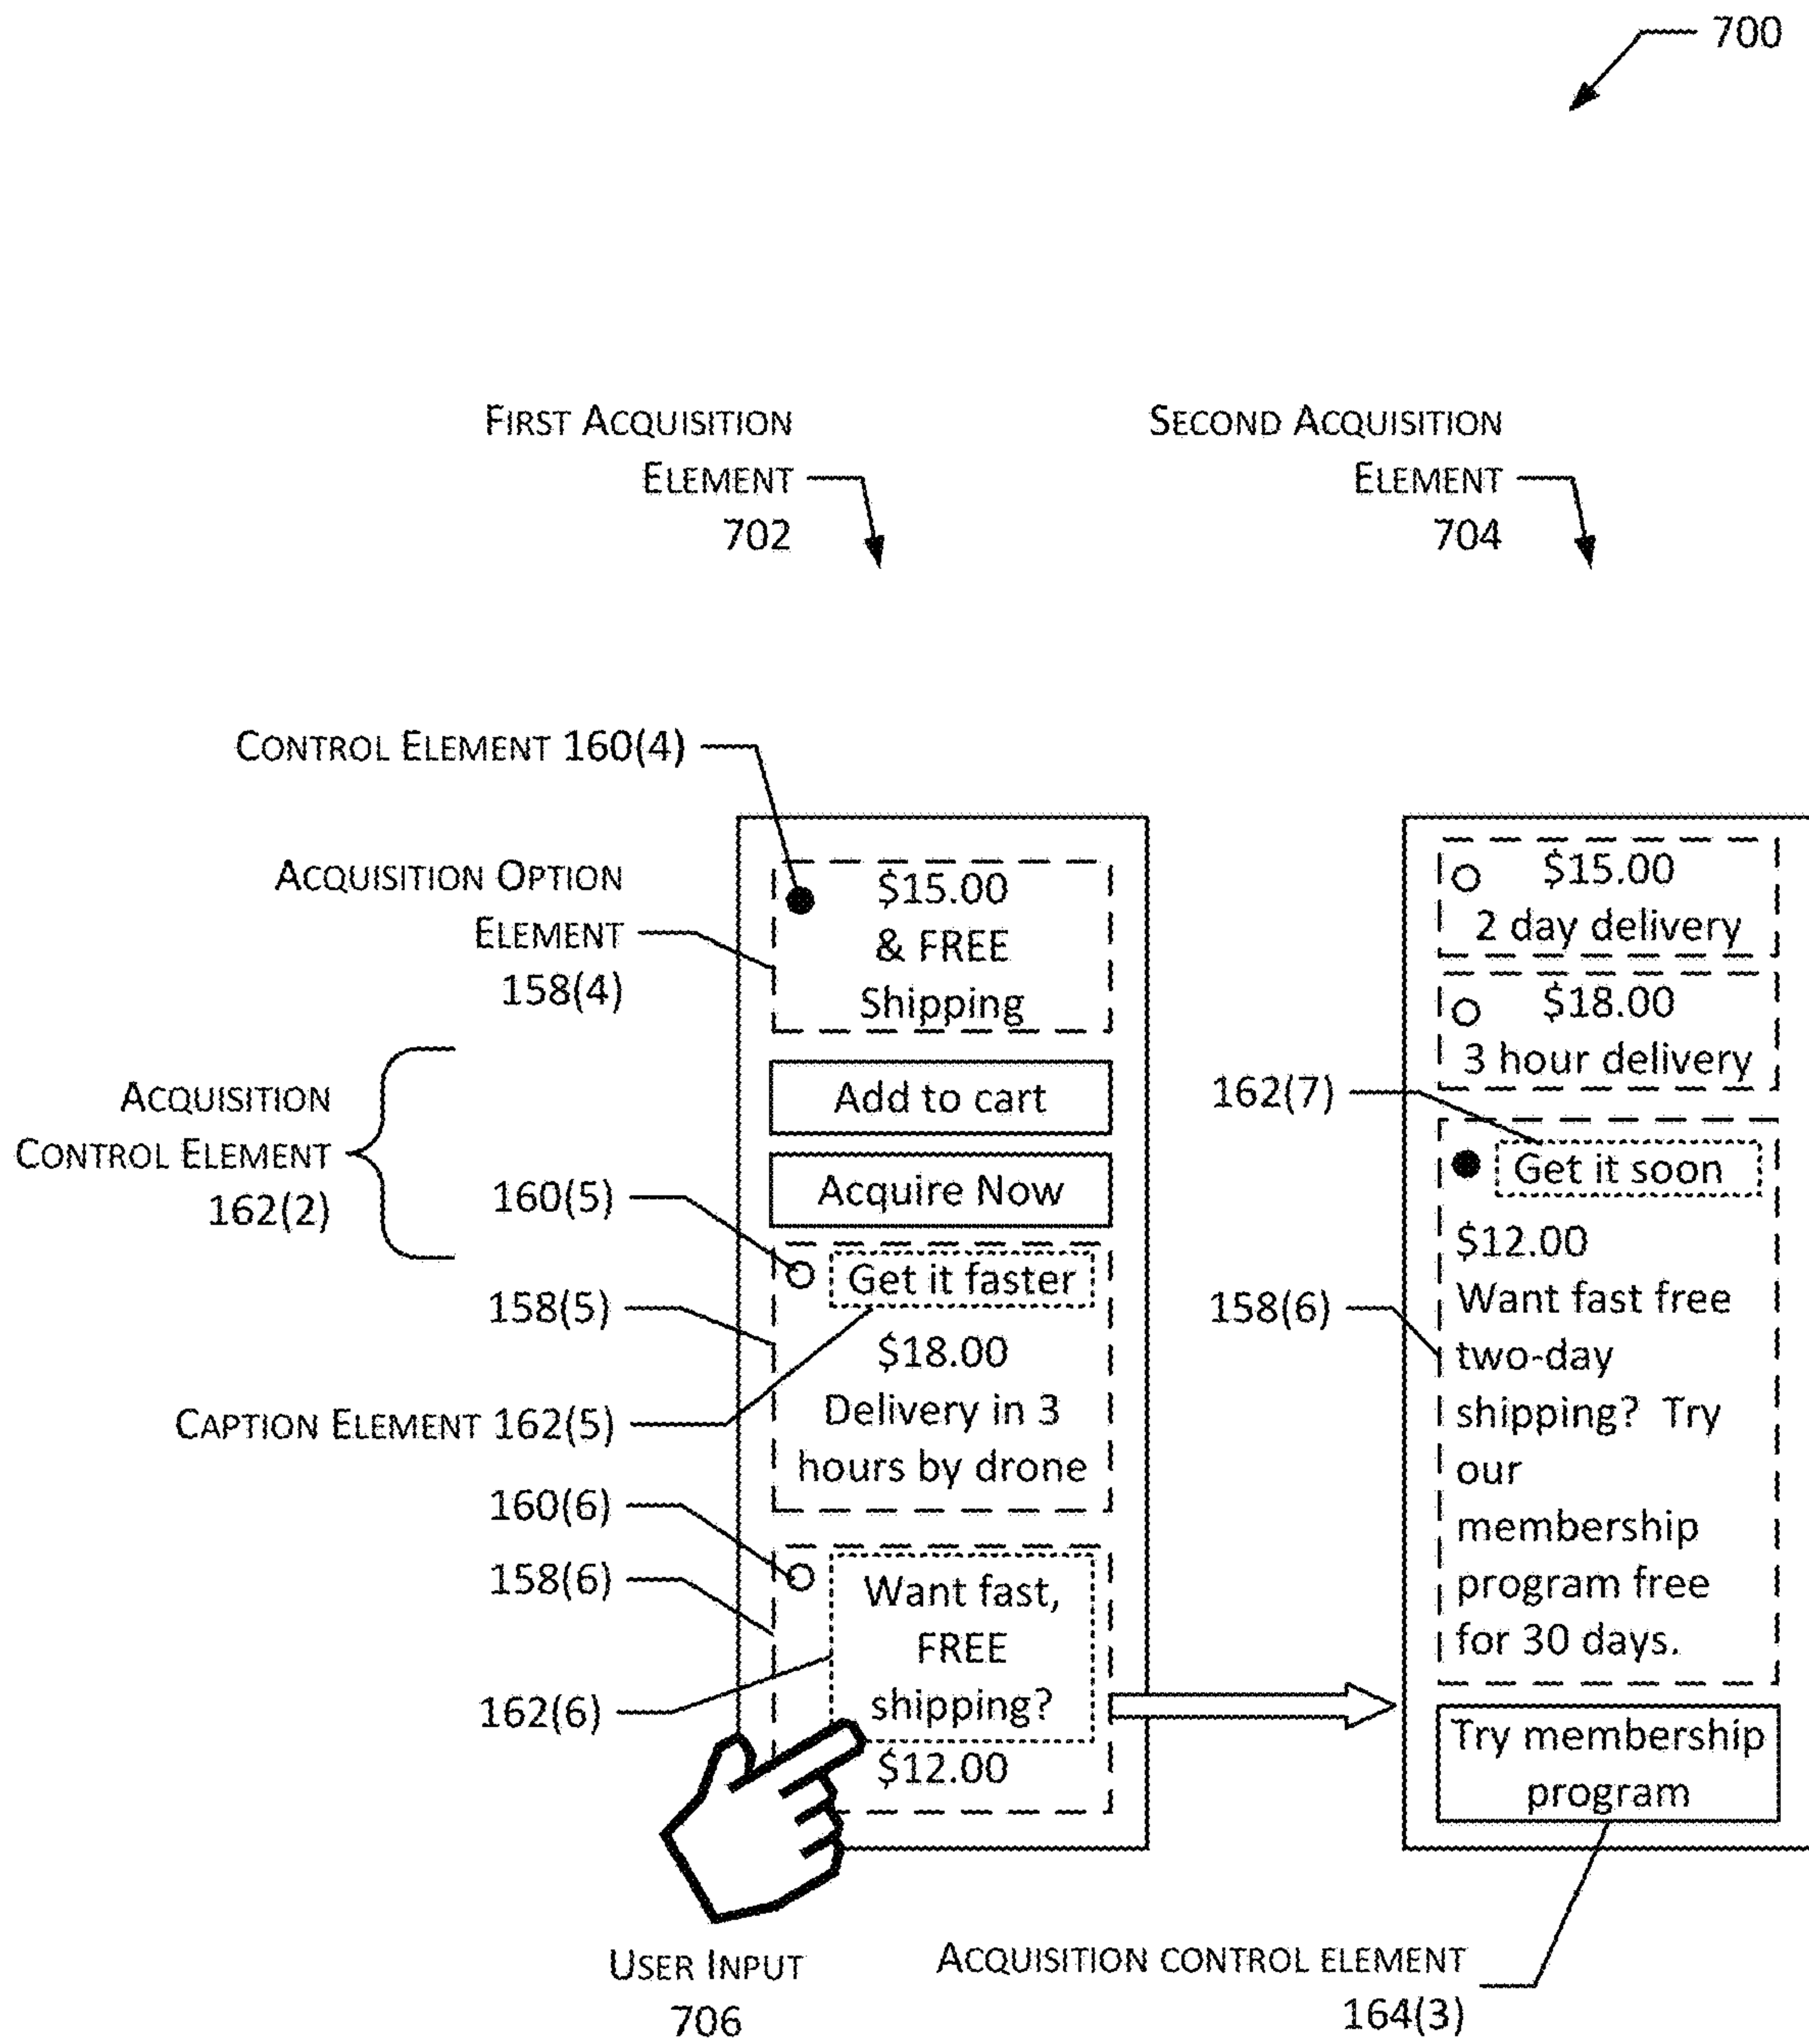 700
FIRST ACQUISITION
ELEMENT
702
SECOND ACQUISITION
ELEMENT
704
CONTROL ELEMENT 160(4)
ACQUISITION OPTION
ELEMENT
158(4)
ACQUISITION
CONTROL ELEMENT
162(2)
160(5)
158(5)
CAPTION ELEMENT 162(5)
160(6)
158(6)
162(6)
$15.00
& FREE
Shipping
Add to cart
Acquire Now
Get it faster
$18.00
Delivery in 3
hours by drone
Want fast,
FREE
shipping?
$12.00
USER INPUT
706
162(7)
158(6)
$15.00
2 day delivery
$18.00
3 hour delivery
Get it soon
$12.00
Want fast free
two-day
shipping? Try
our
membership
program free
for 30 days.
Try membership
program
ACQUISITION CONTROL ELEMENT
164(3)